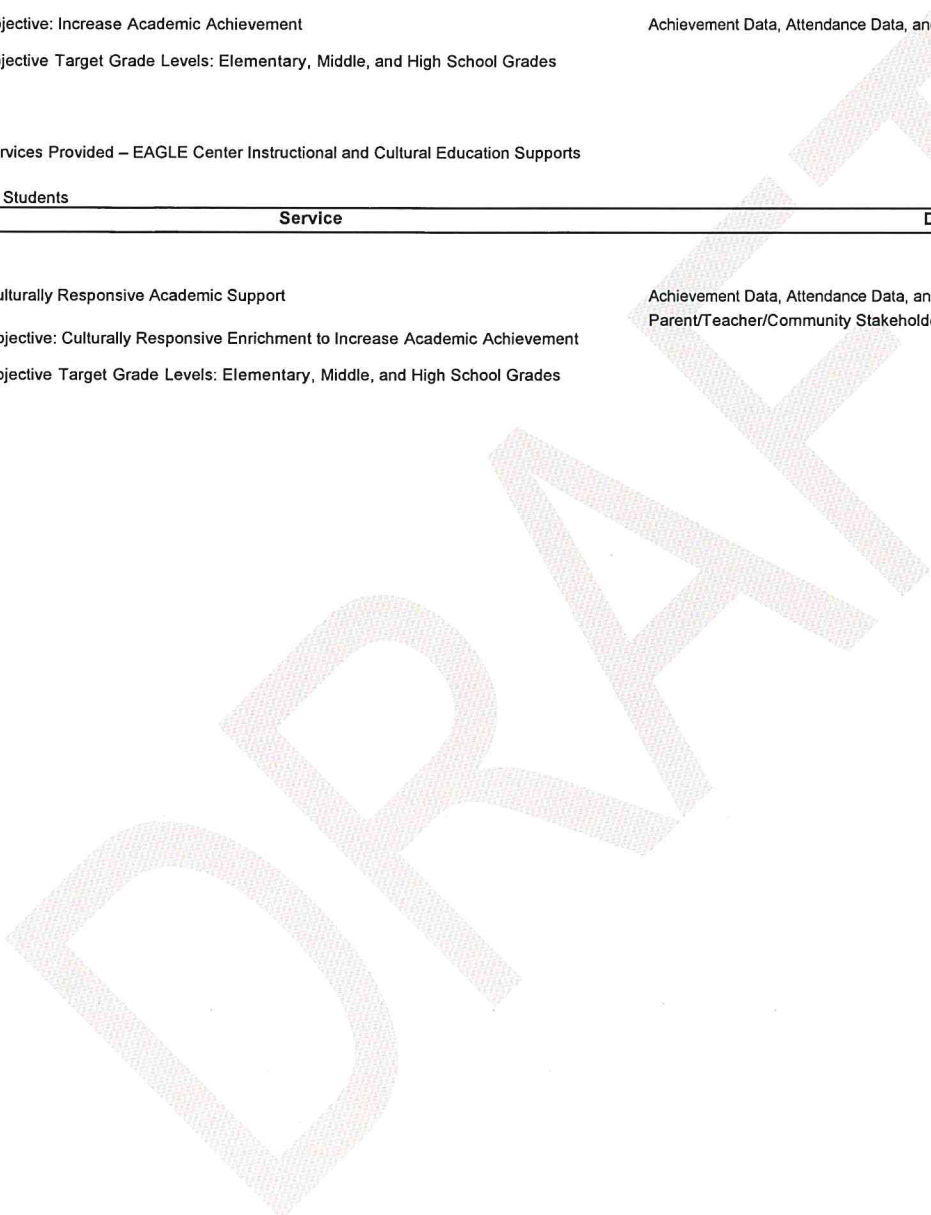 jective: Increase Academic Achievement Achievement Data, Attendance Data, an
jective Target Grade Levels: Elementary, Middle, and High School Grades
rvices Provided – EAGLE Center Instructional and Cultural Education Supports
Students
Service D
ulturally Responsive Academic Support Achievement Data, Attendance Data, an
Parent/Teacher/Community Stakehold
ojective: Culturally Responsive Enrichment to Increase Academic Achievement
ojective Target Grade Levels: Elementary, Middle, and High School Grades
DRAFT